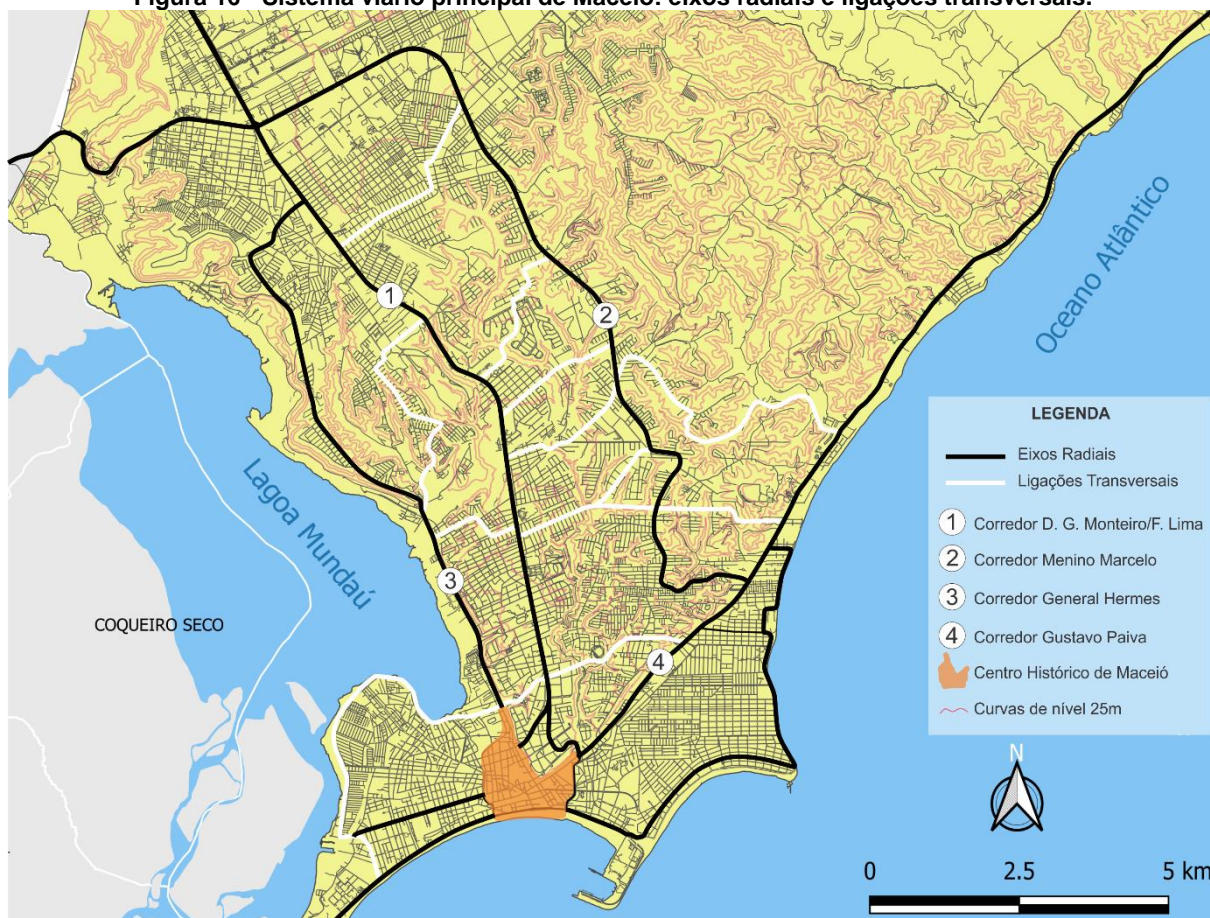 Figura 16 - Sistema viário principal de Maceió: eixos radiais e ligações transversais.
1
2
3
4
Oceano Atlântico
Lagoa Mundaú
COQUEIRO SECO
LEGENDA
Eixos Radiais
Ligações Transversais
1 Corredor D. G. Monteiro/F. Lima
2 Corredor Menino Marcelo
3 Corredor General Hermes
4 Corredor Gustavo Paiva
Centro Histórico de Maceió
Curvas de nível 25m
N
0 2.5 5 km